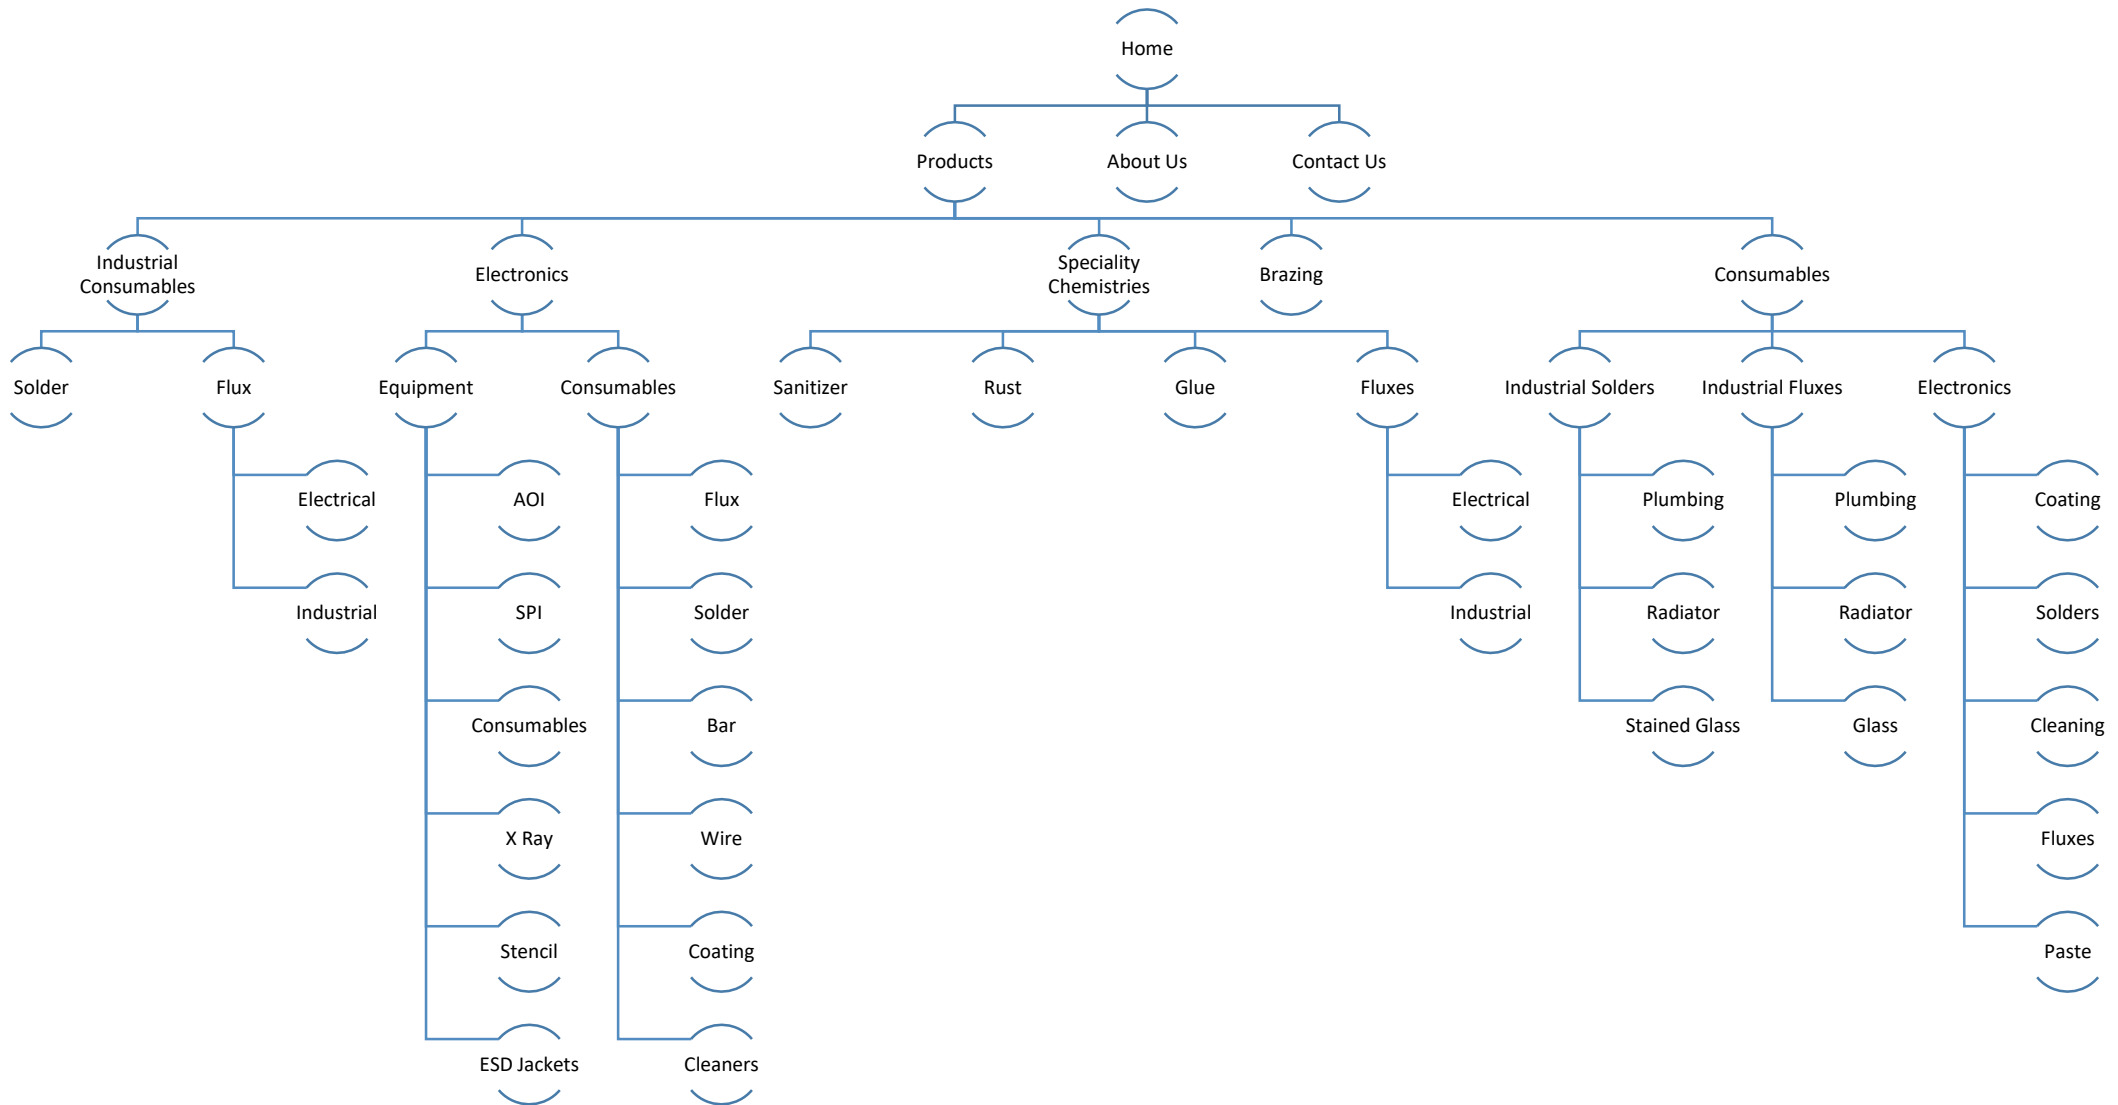 Home
Products
About Us
Contact Us
Industrial
Consumables
Electronics
Speciality
Chemistries
Brazing
Consumables
Solder
Flux
Equipment
Consumables
Sanitizer
Rust
Glue
Fluxes
Industrial Solders
Industrial Fluxes
Electronics
Electrical
AOI
Flux
Electrical
Plumbing
Plumbing
Coating
Industrial
SPI
Solder
Industrial
Radiator
Radiator
Solders
Consumables
Bar
Stained Glass
Glass
Cleaning
X Ray
Wire
Fluxes
Stencil
Coating
Paste
ESD Jackets
Cleaners